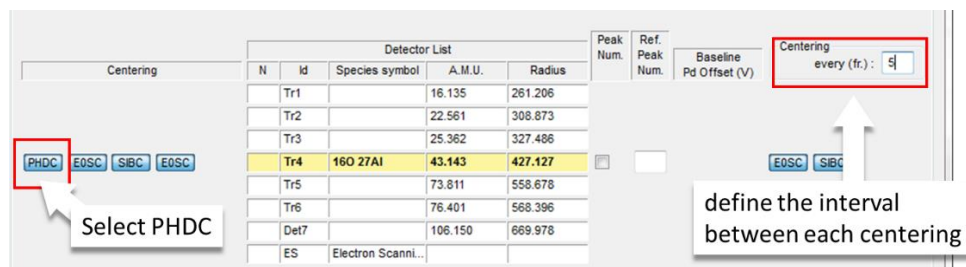 Centering
Detector List
Peak Num.
Ref. Peak Num.
Baseline Pd Offset (V)
Centering
every (fr.) : 5
N Id Species symbol A.M.U. Radius
Tr1 16.135 261.206
Tr2 22.561 308.873
Tr3 25.362 327.486
PHDC E0SC SIBC E0SC Tr4 16O 27Al 43.143 427.127 E0SC SIBC
Tr5 73.811 558.678
Tr6 76.401 568.396
Det7 106.150 669.978
ES Electron Scanni...
Select PHDC
define the interval
between each centering